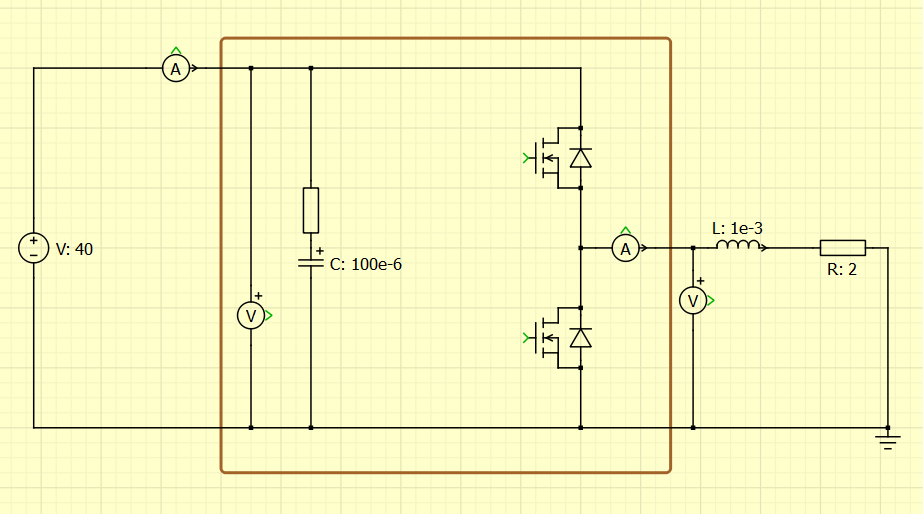 A
V: 40
+
−
V
+
+
C: 100e-6
A
L: 1e-3
R: 2
V
+